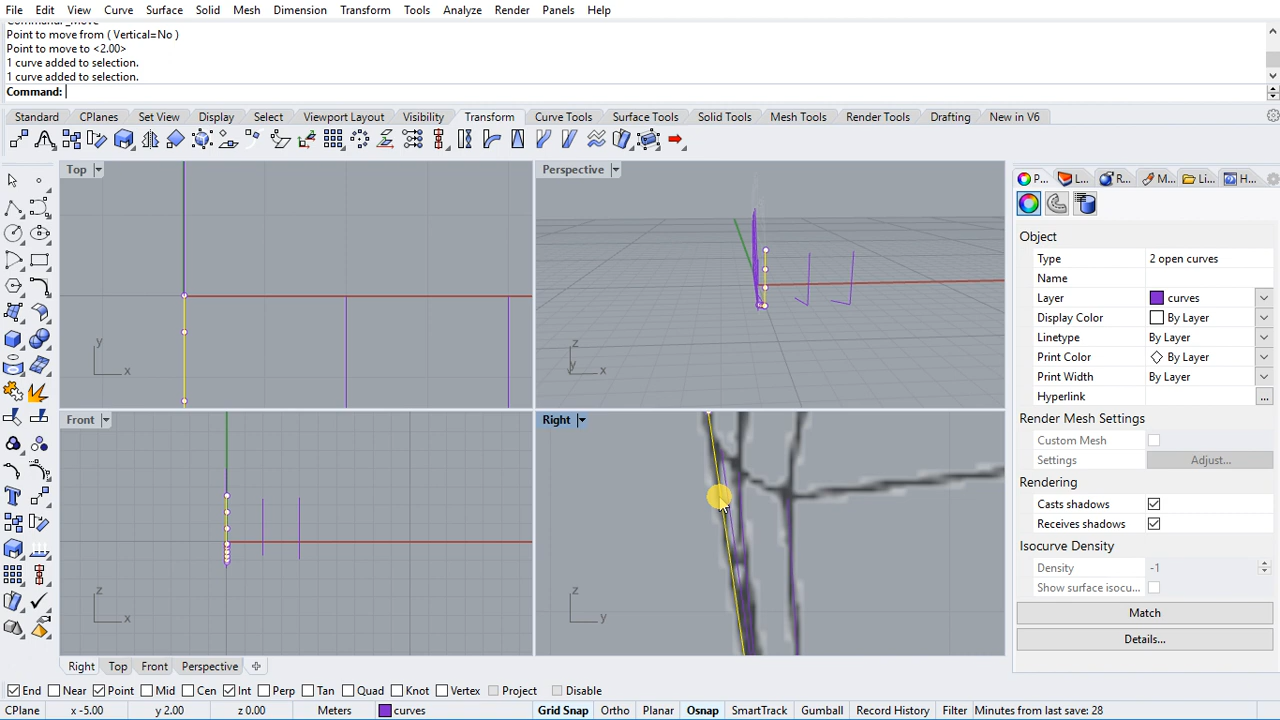 File Edit View Curve Surface Solid Mesh Dimension Transform Tools Analyze Render Panels Help
Point to move from ( Vertical=No )
Point to move to <2.00>
1 curve added to selection.
1 curve added to selection.
Command:
Standard CPlanes Set View Display Select Viewport Layout Visibility Transform Curve Tools Surface Tools Solid Tools Mesh Tools Render Tools Drafting New in V6
Top Perspective
P... L... R... M... Li... H...
Object
Type 2 open curves
Name
Layer curves
Display Color By Layer
Linetype By Layer
Print Color By Layer
Print Width By Layer
Hyperlink ...
Render Mesh Settings
Custom Mesh
Settings Adjust...
Rendering
Casts shadows
Receives shadows
Isocurve Density
Density -1
Show surface isocu...
Match
Details...
y x
z y x
Front Right
z x
z y
Right Top Front Perspective
End Near Point Mid Cen Int Perp Tan Quad Knot Vertex Project Disable
CPlane x -5.00 y 2.00 z 0.00 Meters curves Grid Snap Ortho Planar Osnap SmartTrack Gumball Record History Filter Minutes from last save: 28